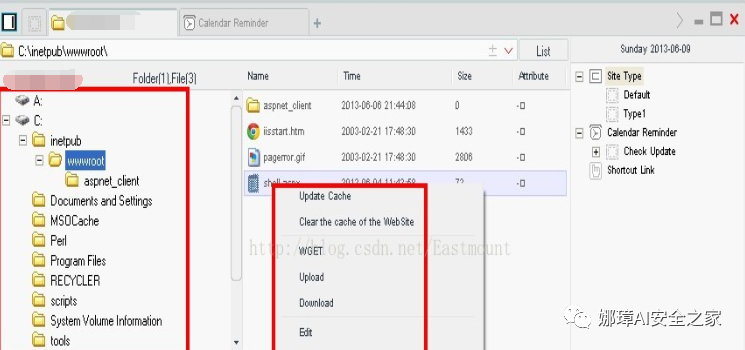 Calendar Reminder
C:\inetpub\wwwroot\
List
Sunday 2013-06-09
Folder(1),File(3)
Name Time Size Attribute
A:
C:
inetpub
wwwroot
aspnet_client
Documents and Settings
MSOCache
Perl
Program Files
RECYCLER
scripts
System Volume Information
tools
aspnet_client 2013-06-06 21:44:08 0
iisstart.htm 2003-02-21 17:48:30 1433
pagerror.gif 2003-02-21 17:48:30 2806
shell.aspx 2013-06-04 11:42:58 72
Update Cache
Clear the cache of the WebSite
WGET
Upload
Download
Edit
Site Type
Default
Type1
Calendar Reminder
Check Update
Shortcut Link
http://blog.csdn.net/Eastmount
娜璋AI安全之家